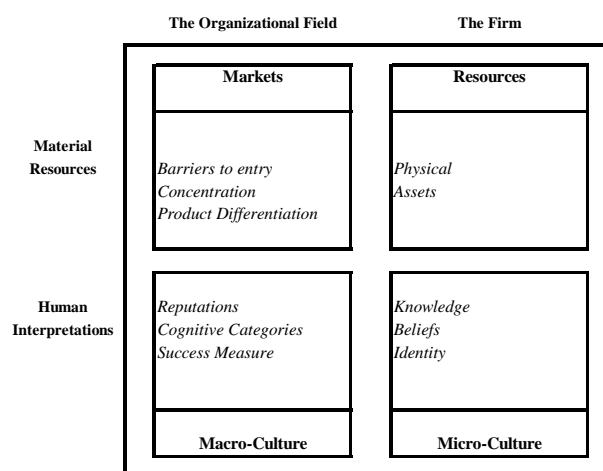 The Organizational Field
The Firm
Markets
Resources
Material
Resources
Barriers to entry
Concentration
Product Differentiation
Physical
Assets
Human
Interpretations
Reputations
Cognitive Categories
Success Measure
Knowledge
Beliefs
Identity
Macro-Culture
Micro-Culture